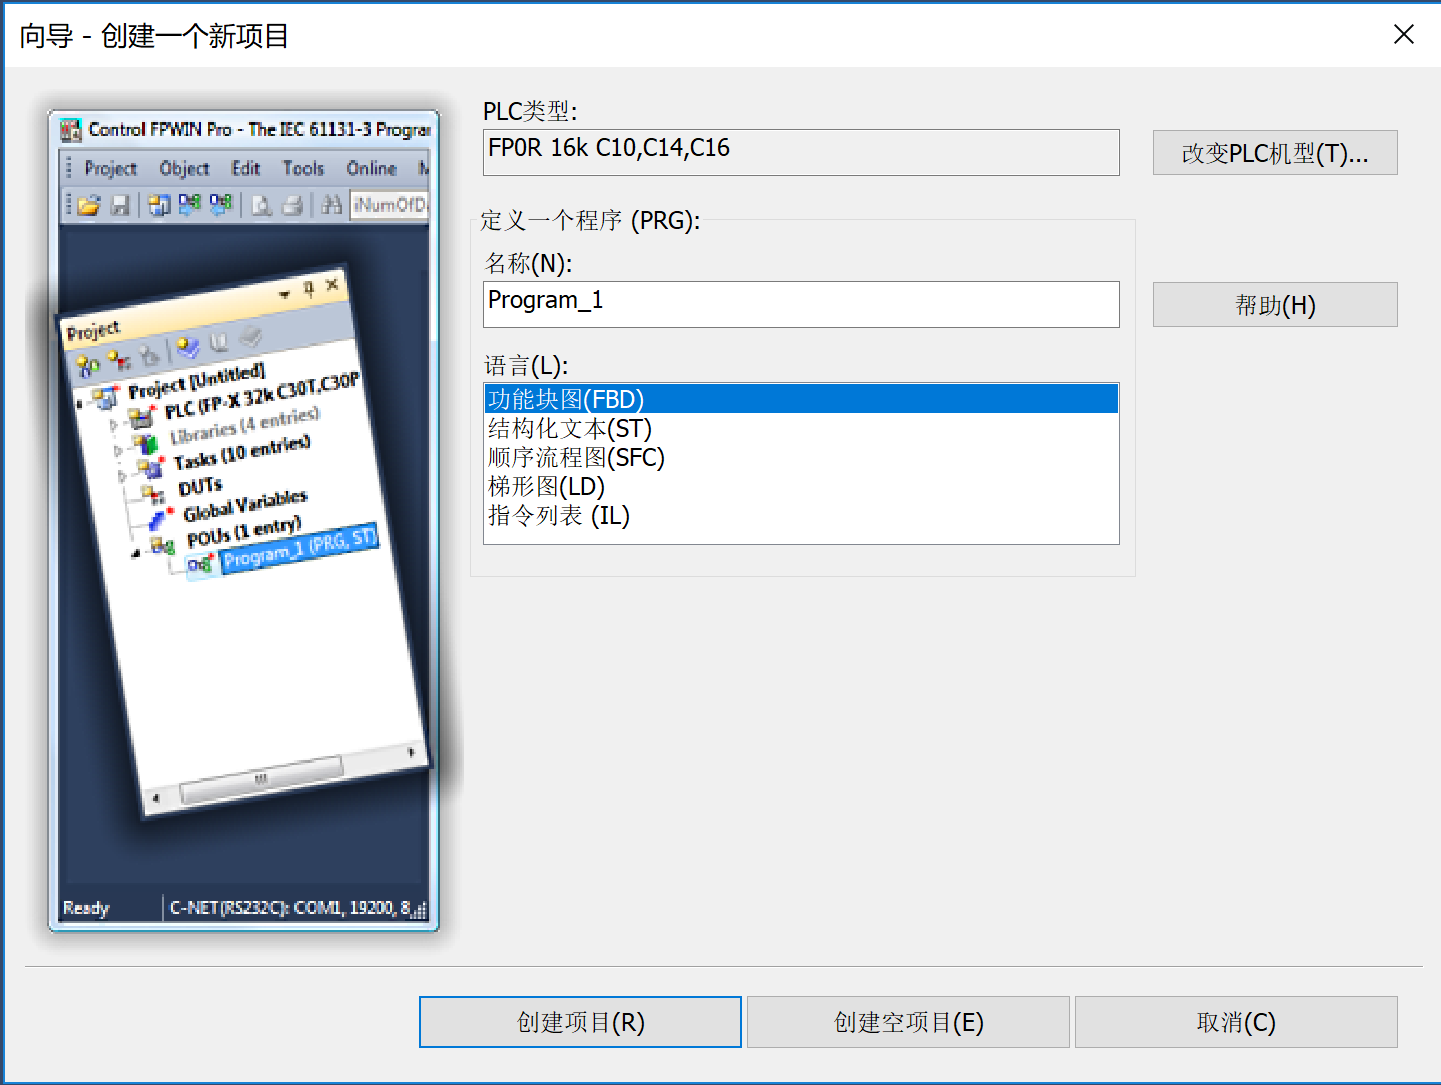 向导 - 创建一个新项目
Control FPWIN Pro - The IEC 61131-3 Progra
Project Object Edit Tools Online
iNumOfD
Project
Project [Untitled]
PLC (FP-X 32k C30T,C30P
Libraries (4 entries)
Tasks (10 entries)
DUTs
Global Variables
POUs (1 entry)
Program_1 (PRG, ST)
Ready
C-NET(RS232C): COM1, 19200, 8
PLC类型:
FP0R 16k C10,C14,C16
改变PLC机型(T)...
定义一个程序 (PRG):
名称(N):
Program_1
帮助(H)
语言(L):
功能块图(FBD)
结构化文本(ST)
顺序流程图(SFC)
梯形图(LD)
指令列表 (IL)
创建项目(R)
创建空项目(E)
取消(C)